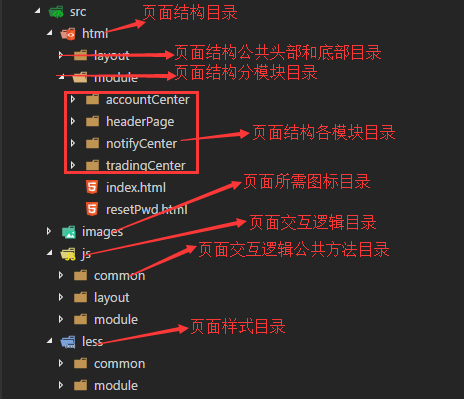 src
页面结构目录
html
layout
页面结构公共头部和底部目录
module
页面结构分模块目录
accountCenter
headerPage
notifyCenter
页面结构各模块目录
tradingCenter
index.html
页面所需图标目录
resetPwd.html
images
页面交互逻辑目录
js
页面交互逻辑公共方法目录
common
layout
module
页面样式目录
less
common
module